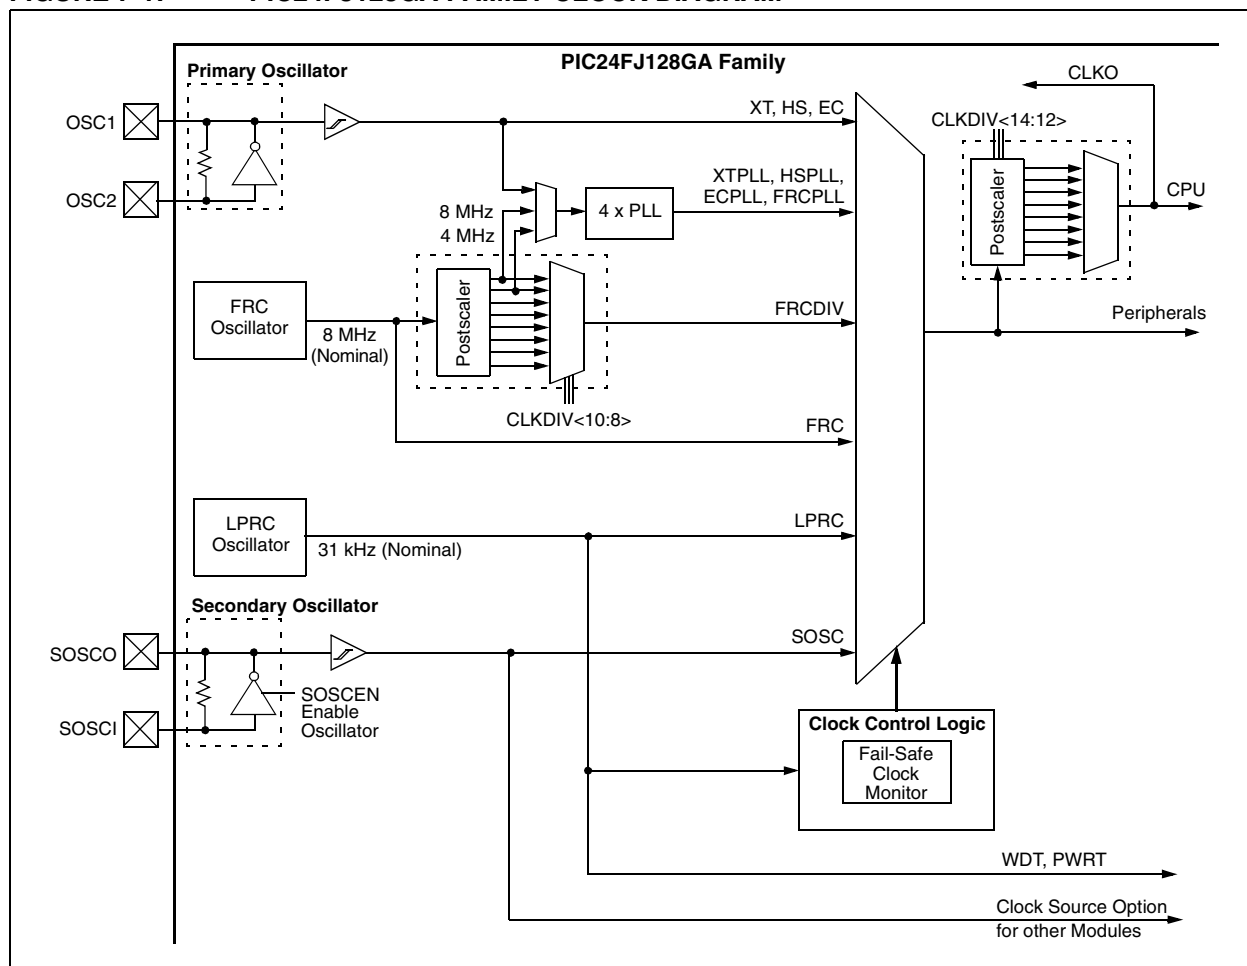 PIC24FJ128GA Family
Primary Oscillator
CLKO
OSC1
XT, HS, EC
CLKDIV<14:12>
XTPLL, HSPLL,
ECPLL, FRCPLL
OSC2
8 MHz
4 MHz
4 x PLL
Postscaler
CPU
FRC
Oscillator
8 MHz
(Nominal)
Postscaler
FRCDIV
Peripherals
CLKDIV<10:8>
FRC
LPRC
Oscillator
31 kHz (Nominal)
LPRC
Secondary Oscillator
SOSCO
SOSC
SOSCEN
Enable
Oscillator
SOSCI
Clock Control Logic
Fail-Safe
Clock
Monitor
WDT, PWRT
Clock Source Option
for other Modules